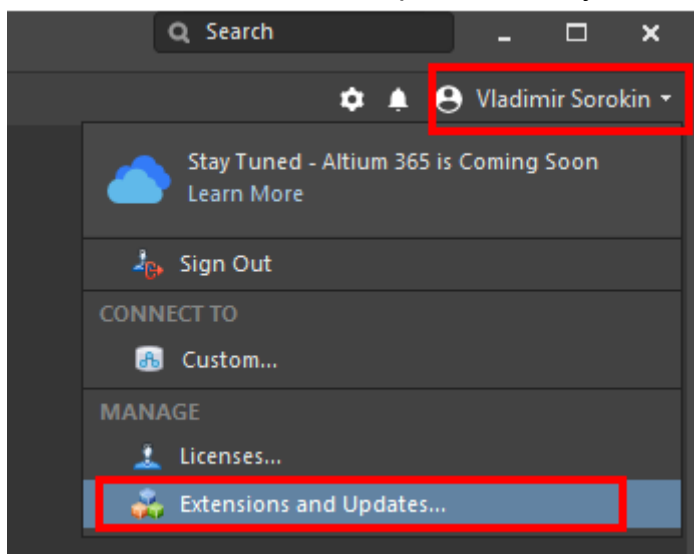 Search
Vladimir Sorokin
Stay Tuned - Altium 365 is Coming Soon
Learn More
Sign Out
CONNECT TO
Custom...
MANAGE
Licenses...
Extensions and Updates...